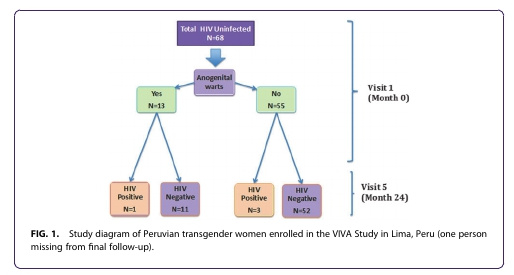 Total HIV Uninfected
N=68
Anogenital
warts
Yes
N=13
No
N=55
Visit 1
(Month 0)
HIV
Positive
N=1
HIV
Negative
N=11
HIV
Positive
N=3
HIV
Negative
N=52
Visit 5
(Month 24)
FIG. 1. Study diagram of Peruvian transgender women enrolled in the VIVA Study in Lima, Peru (one person
missing from final follow-up).